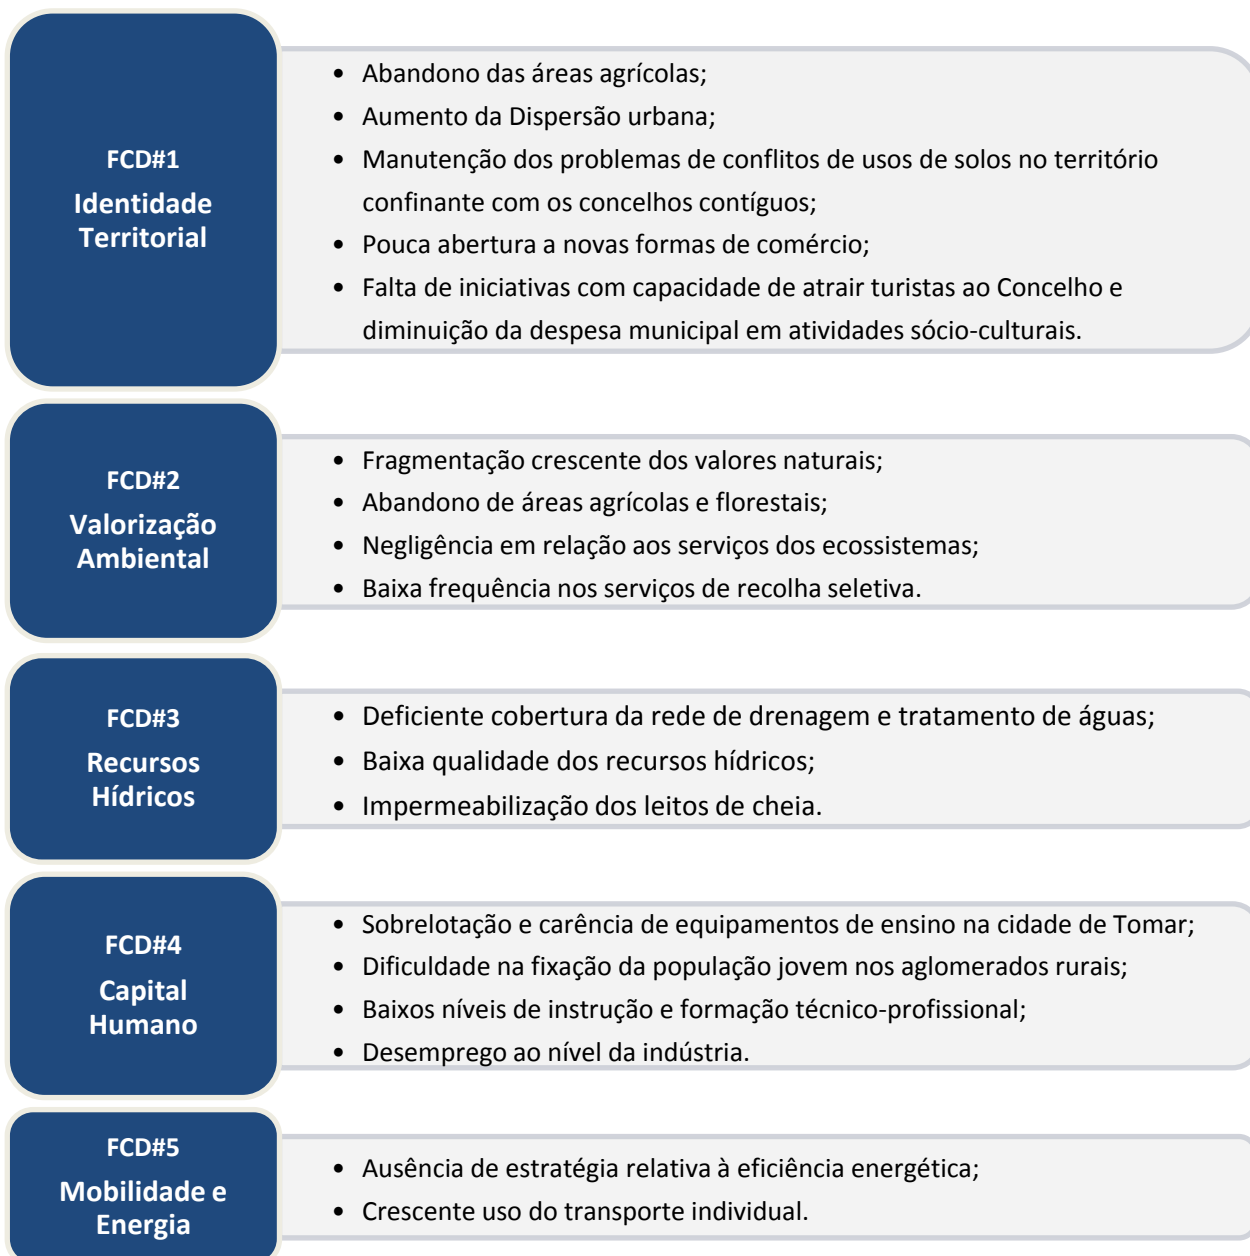 FCD#1
Identidade
Territorial
• Abandono das áreas agrícolas;
• Aumento da Dispersão urbana;
• Manutenção dos problemas de conflitos de usos de solos no território
confinante com os concelhos contíguos;
• Pouca abertura a novas formas de comércio;
• Falta de iniciativas com capacidade de atrair turistas ao Concelho e
diminuição da despesa municipal em atividades sócio-culturais.
FCD#2
Valorização
Ambiental
• Fragmentação crescente dos valores naturais;
• Abandono de áreas agrícolas e florestais;
• Negligência em relação aos serviços dos ecossistemas;
• Baixa frequência nos serviços de recolha seletiva.
FCD#3
Recursos
Hídricos
• Deficiente cobertura da rede de drenagem e tratamento de águas;
• Baixa qualidade dos recursos hídricos;
• Impermeabilização dos leitos de cheia.
FCD#4
Capital
Humano
• Sobrelotação e carência de equipamentos de ensino na cidade de Tomar;
• Dificuldade na fixação da população jovem nos aglomerados rurais;
• Baixos níveis de instrução e formação técnico-profissional;
• Desemprego ao nível da indústria.
FCD#5
Mobilidade e
Energia
• Ausência de estratégia relativa à eficiência energética;
• Crescente uso do transporte individual.